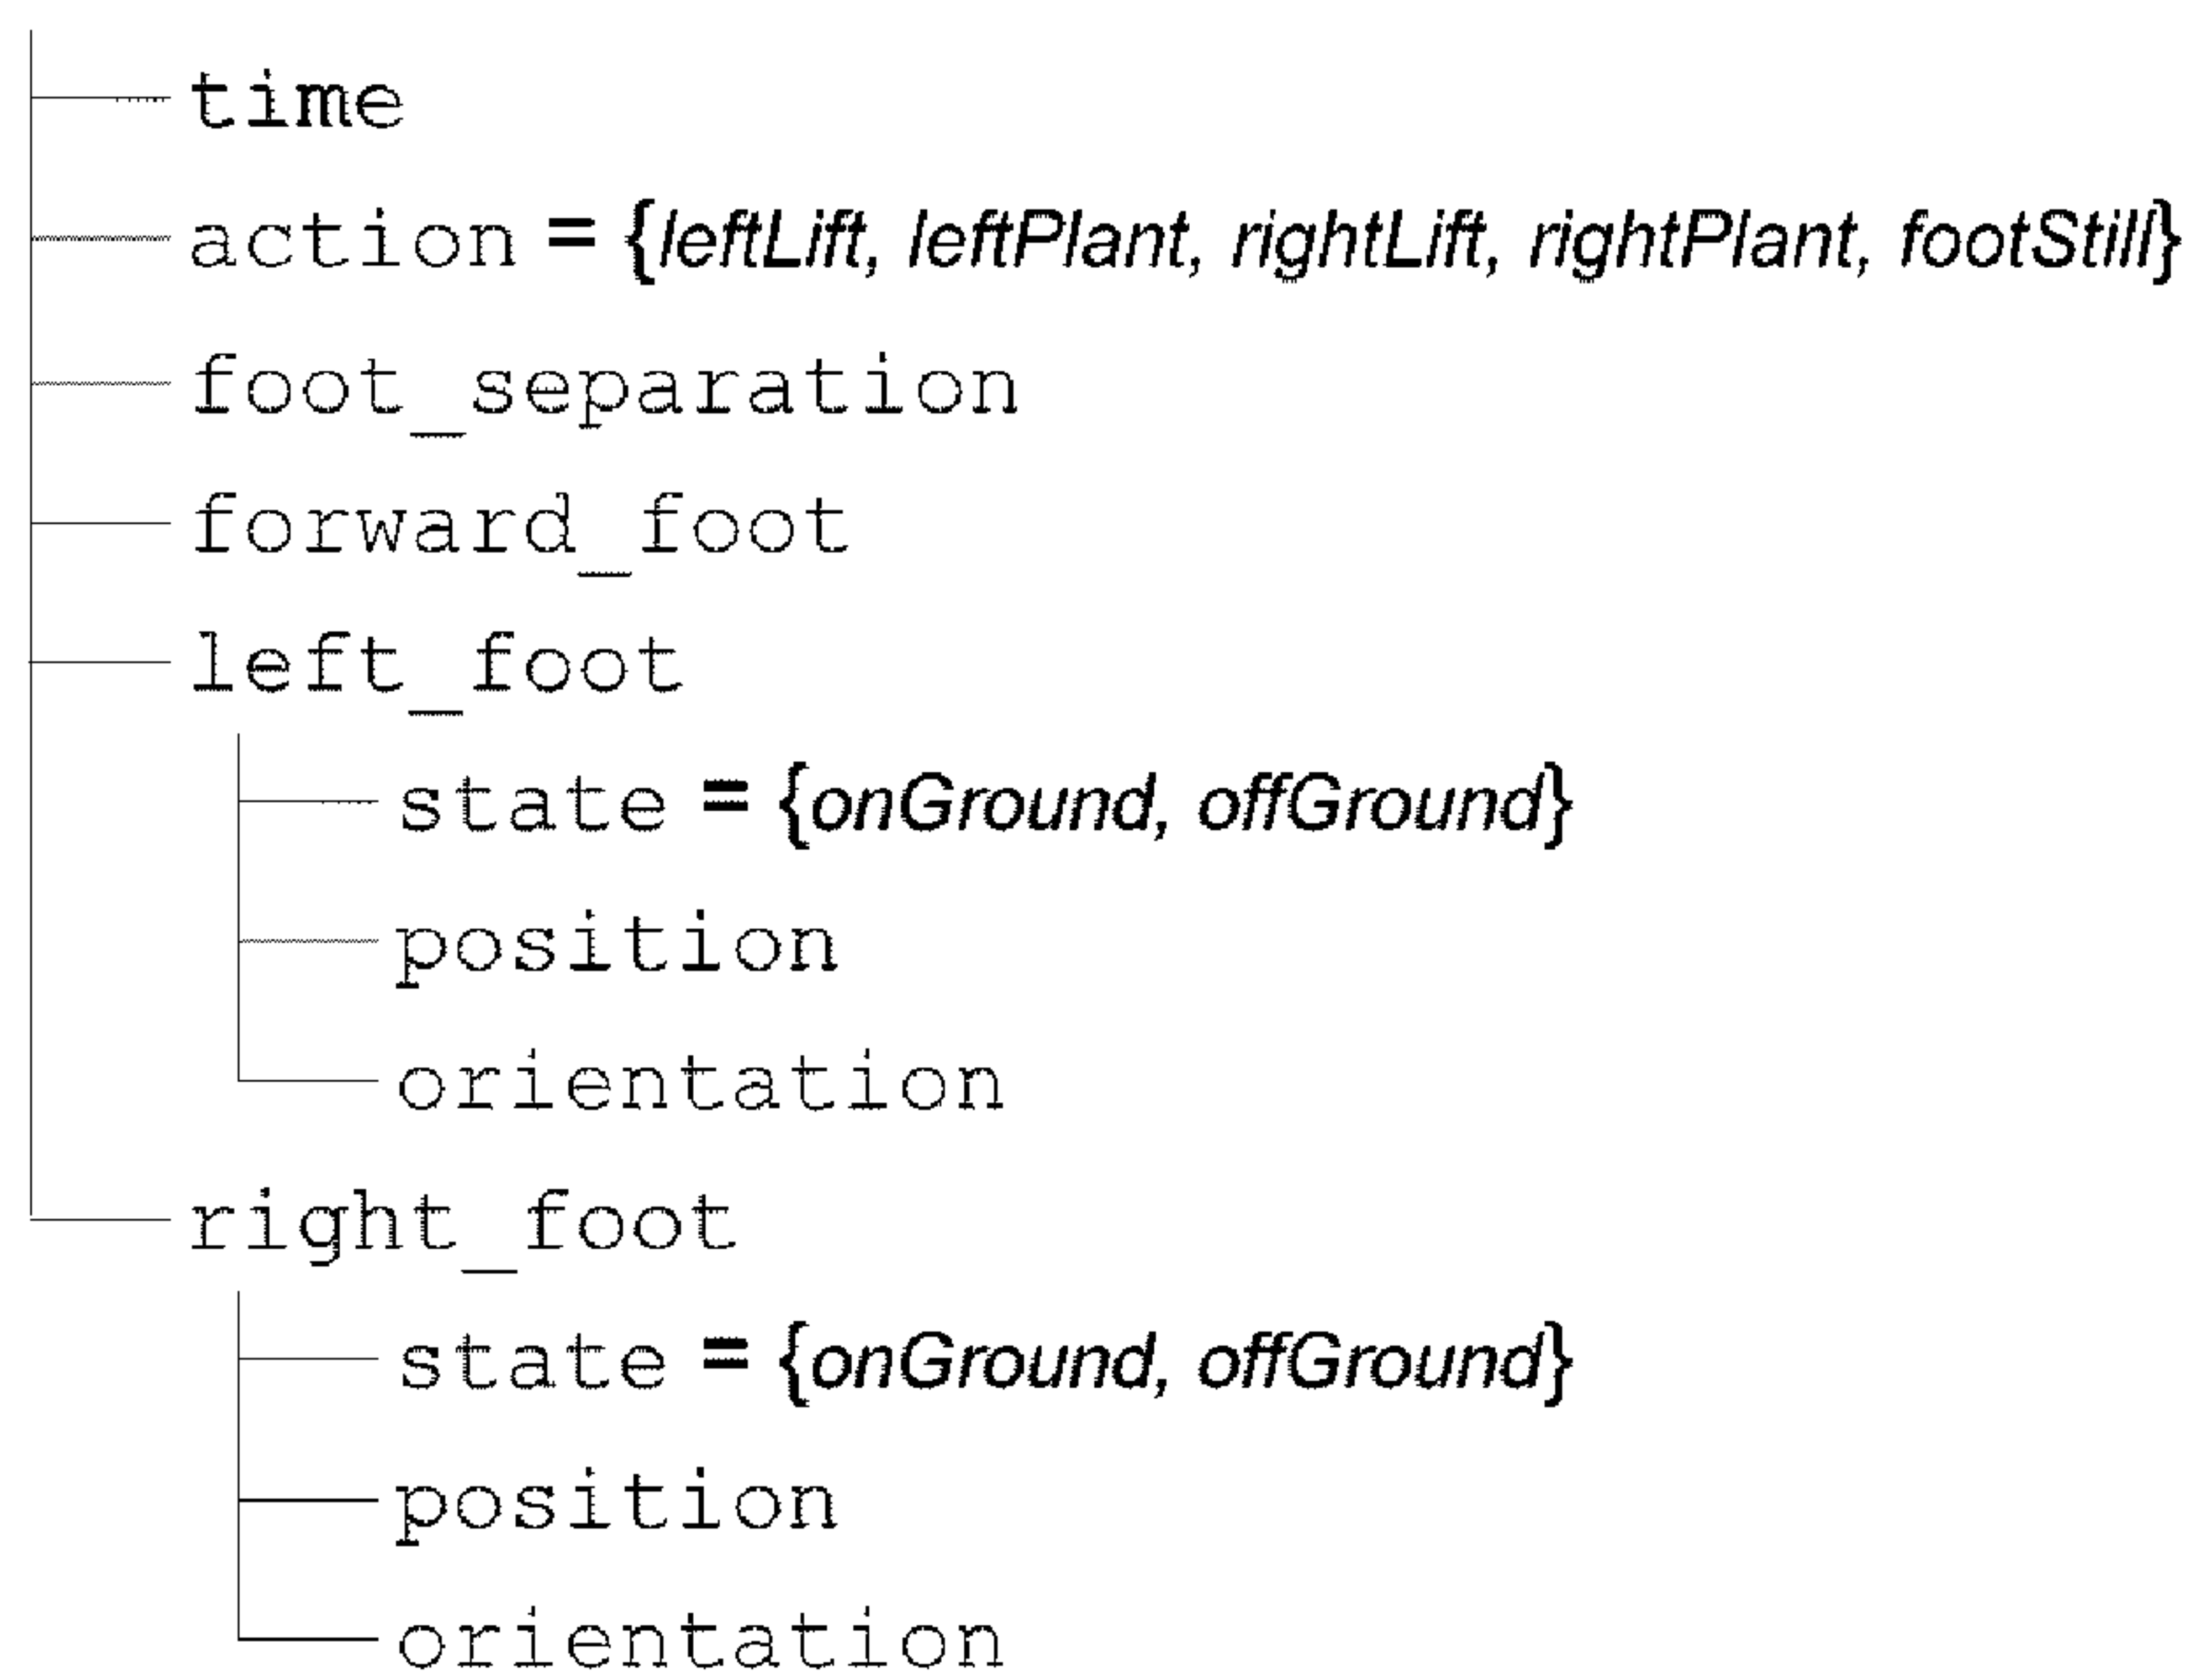 time
action = {leftLift, leftPlant, rightLift, rightPlant, footStill}
foot_separation
forward_foot
left_foot
state = {onGround, offGround}
position
orientation
right_foot
state = {onGround, offGround}
position
orientation